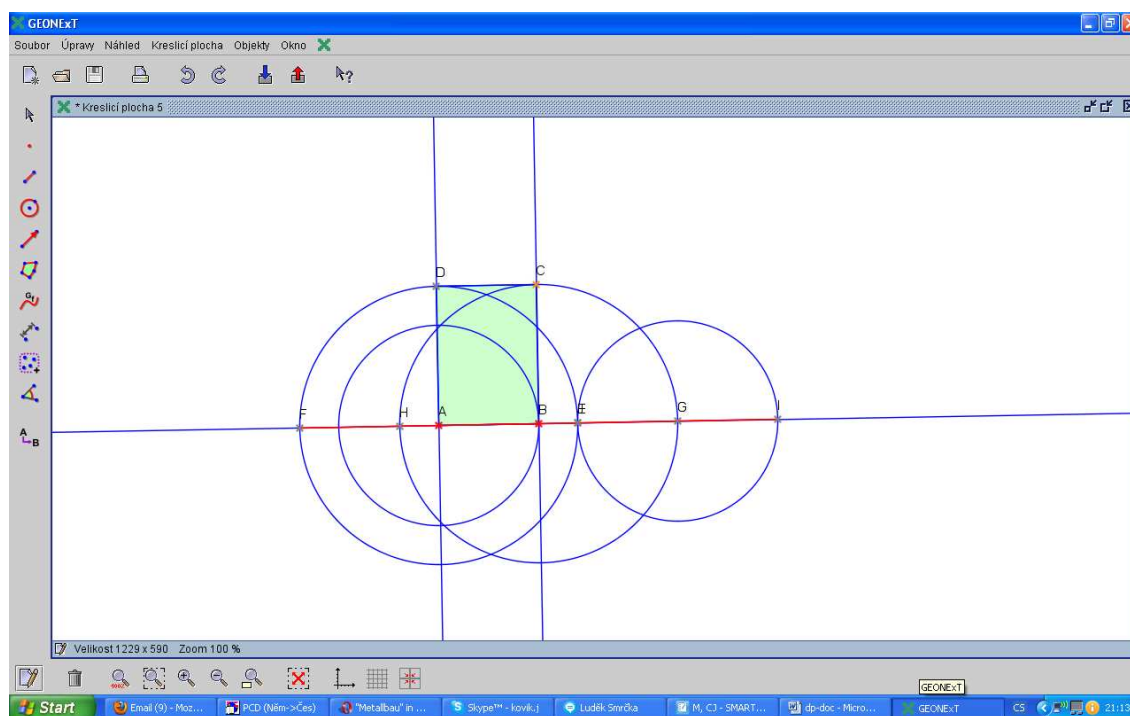 GEONExT
Soubor Úpravy Náhled Kreslicí plocha Objekty Okno
* Kreslicí plocha 5
D C
F H A B E G I
A
B
Velikost 1229 x 590 Zoom 100 %
GEONExT
Start Email (9) - Moz... PCD (Něm->Čes) "Metalbau" in ... Skype™ - kovik.j Luděk Smrčka M, CJ - SMART... dp-doc - Micro... GEONExT CS 21:13